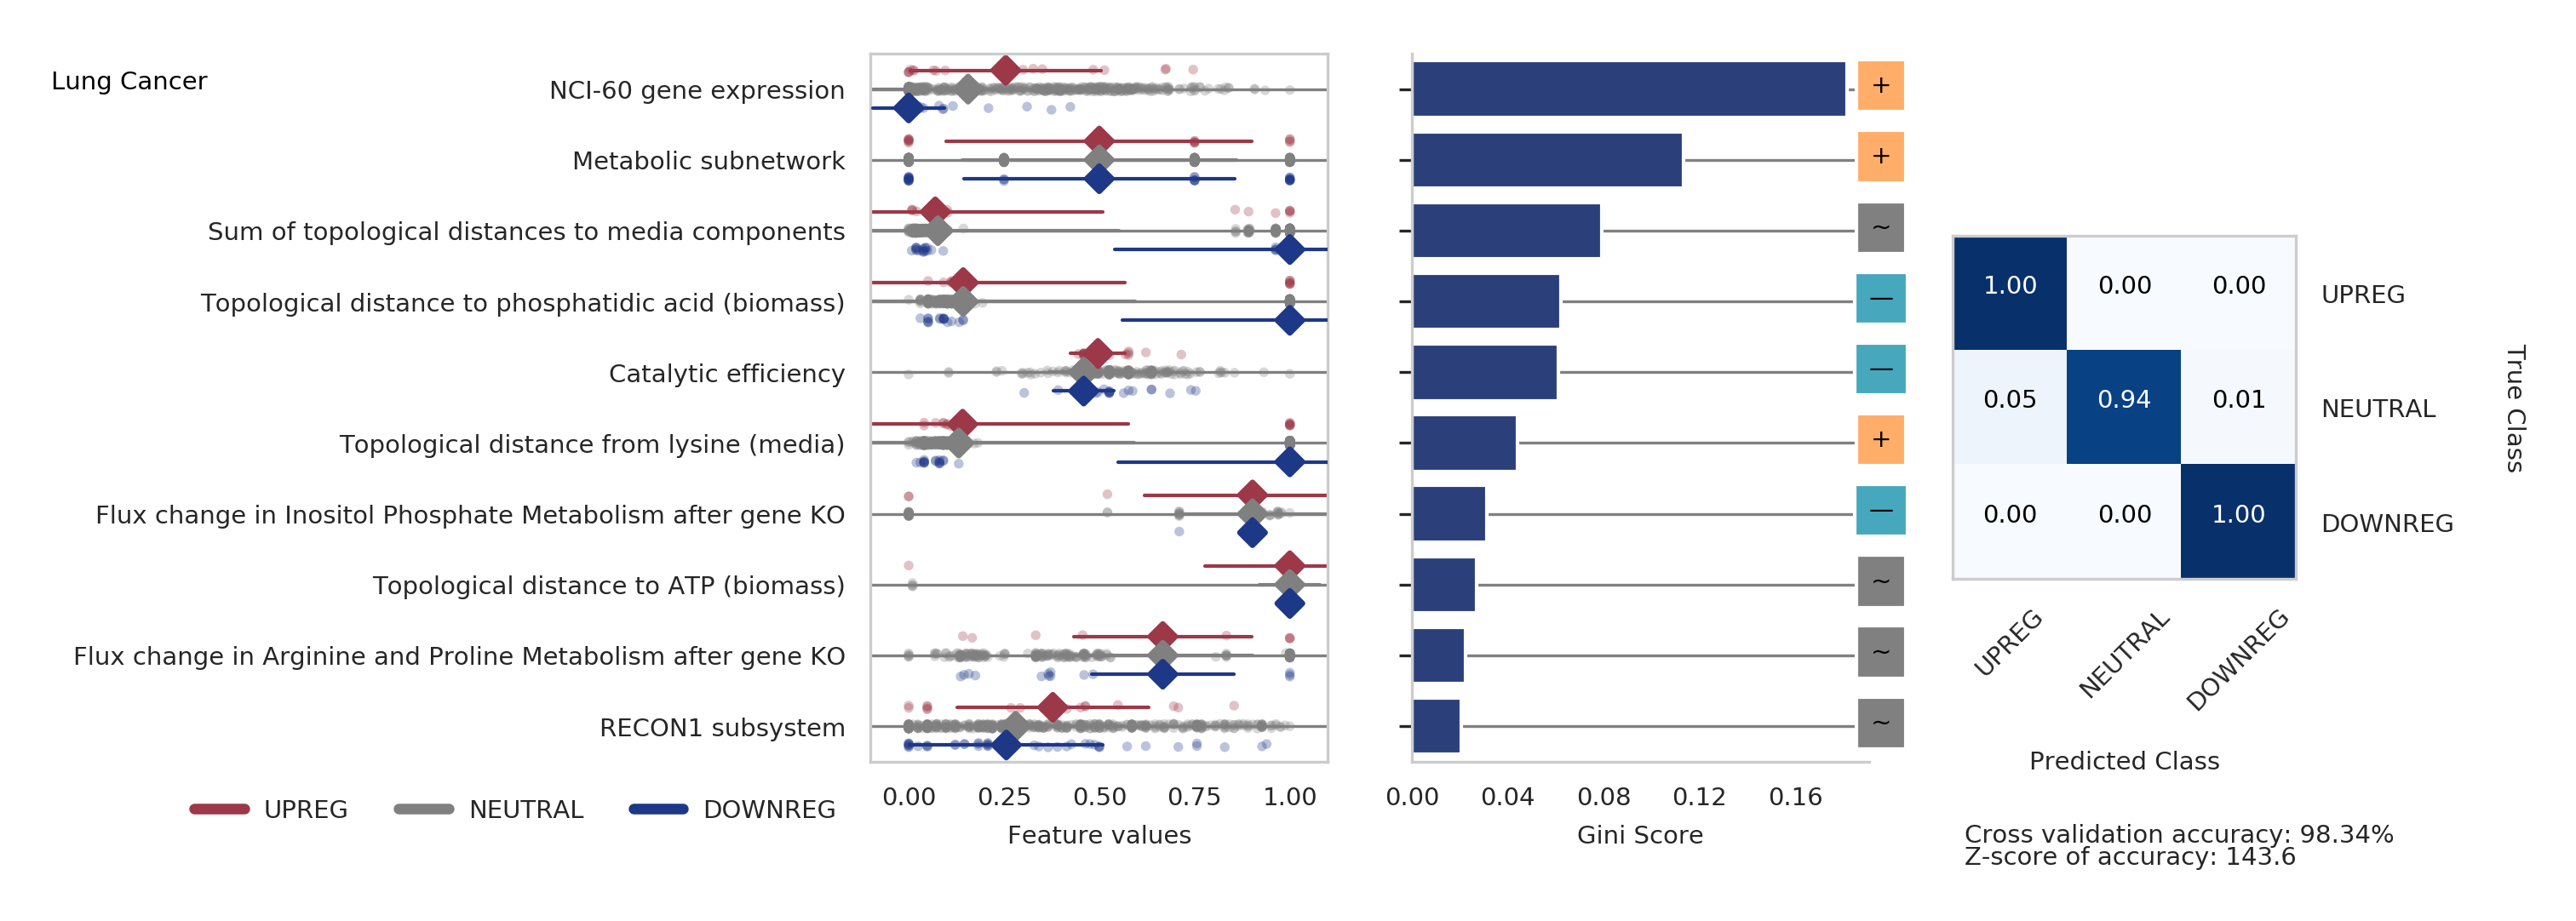 Lung Cancer
NCI-60 gene expression
+
Metabolic subnetwork
+
Sum of topological distances to media components
~
Topological distance to phosphatidic acid (biomass)
—
Catalytic efficiency
—
Topological distance from lysine (media)
+
Flux change in Inositol Phosphate Metabolism after gene KO
—
Topological distance to ATP (biomass)
~
Flux change in Arginine and Proline Metabolism after gene KO
~
RECON1 subsystem
~
UPREG NEUTRAL DOWNREG
0.00 0.25 0.50 0.75 1.00
Feature values
0.00 0.04 0.08 0.12 0.16
Gini Score
1.00 0.00 0.00 UPREG
0.05 0.94 0.01 NEUTRAL
0.00 0.00 1.00 DOWNREG
True Class
UPREG NEUTRAL DOWNREG
Predicted Class
Cross validation accuracy: 98.34%
Z-score of accuracy: 143.6